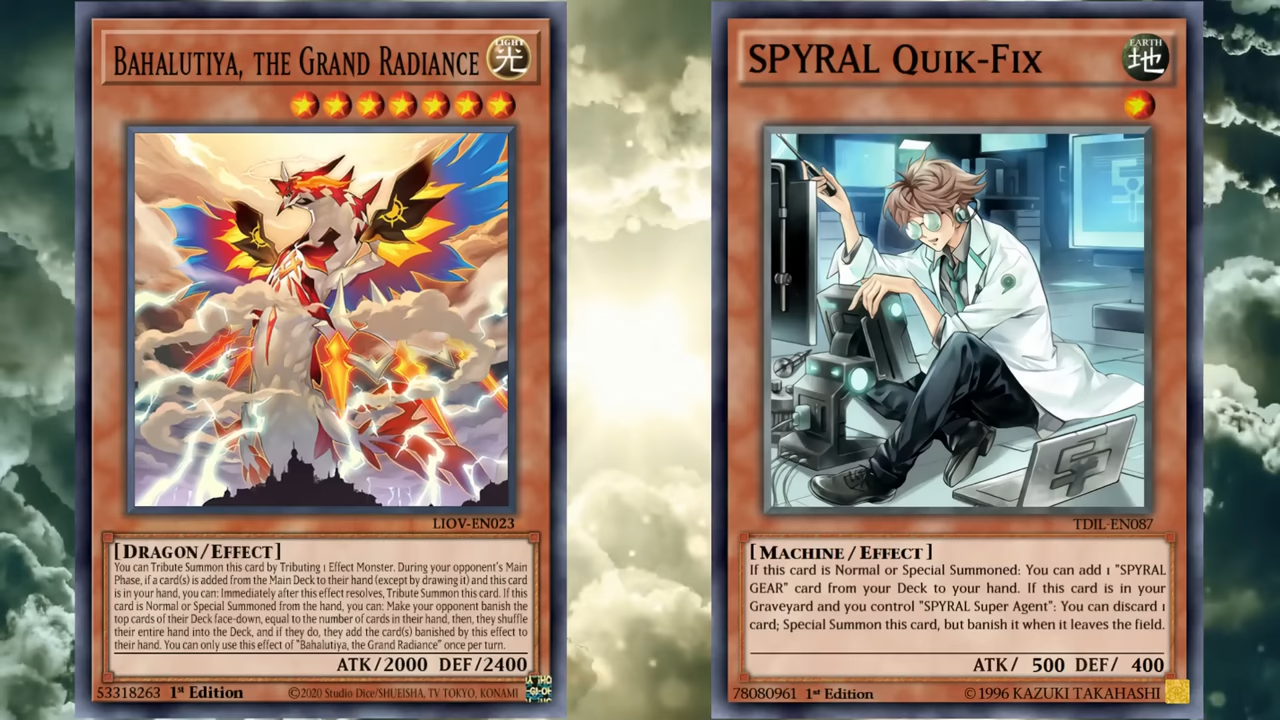 BAHALUTIYA, THE GRAND RADIANCE
LIGHT
光
LIOV-EN023
[DRAGON/EFFECT]
You can Tribute Summon this card by Tributing 1 Effect Monster. During your opponent's Main
Phase, if a card(s) is added from the Main Deck to their hand (except by drawing it) and this card
is in your hand, you can: Immediately after this effect resolves, Tribute Summon this card. If this
card is Normal or Special Summoned from the hand, you can: Make your opponent banish the
top cards of their Deck face-down, equal to the number of cards in their hand, then, they shuffle
their entire hand into the Deck, and if they do, they add the card(s) banished by this effect to
their hand. You can only use this effect of "Bahalutiya, the Grand Radiance" once per turn.
ATK/2000 DEF/2400
53318263 1st Edition ©2020 Studio Dice/SHUEISHA, TV TOKYO, KONAMI
SPYRAL QUIK-FIX
EARTH
地
TDIL-EN087
[ MACHINE / EFFECT ]
If this card is Normal or Special Summoned: You can add 1 "SPYRAL
GEAR" card from your Deck to your hand. If this card is in your
Graveyard and you control "SPYRAL Super Agent": You can discard 1
card; Special Summon this card, but banish it when it leaves the field.
ATK/ 500 DEF/ 400
78080961 1st Edition © 1996 KAZUKI TAKAHASHI